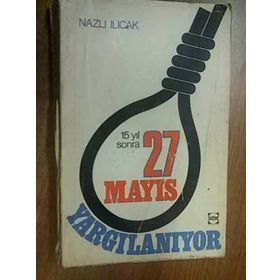 NAZLI ILICAK
15 yıl
sonra
27
MAYIS
YARGILANIYOR